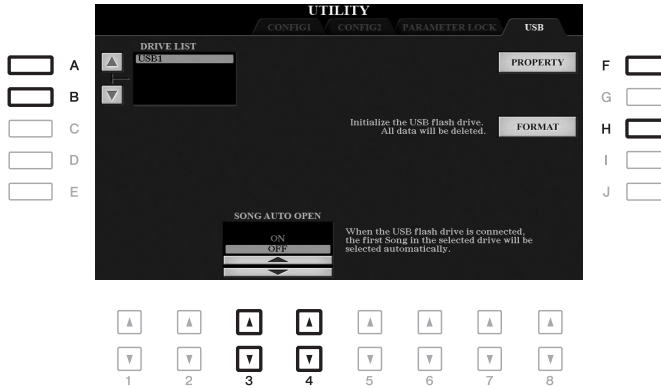 UTILITY
CONFIG1 CONFIG2 PARAMETER LOCK USB
DRIVE LIST
USB1
PROPERTY
Initialize the USB flash drive.
All data will be deleted.
FORMAT
SONG AUTO OPEN
ON
OFF
When the USB flash drive is connected,
the first Song in the selected drive will be
selected automatically.
A
B
C
D
E
F
G
H
I
J
1 2 3 4 5 6 7 8